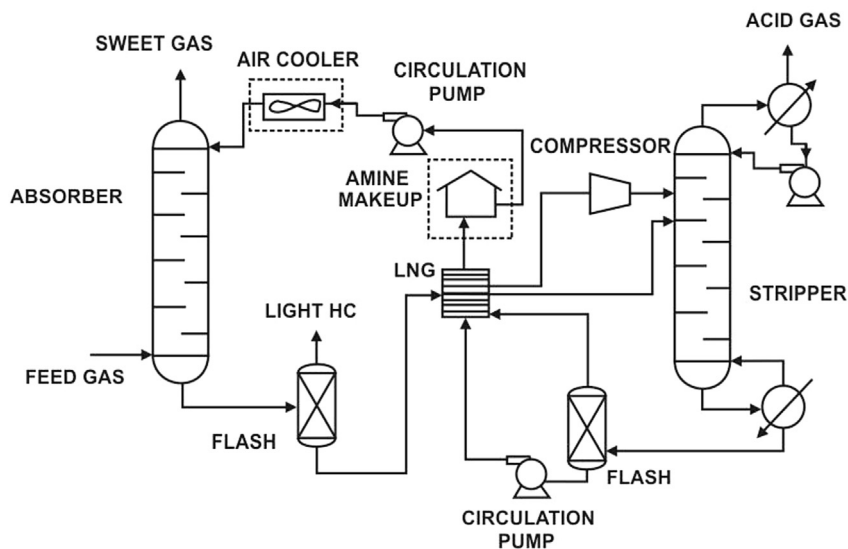 ACID GAS
SWEET GAS
AIR COOLER
CIRCULATION
PUMP
COMPRESSOR
AMINE
MAKEUP
ABSORBER
LNG
STRIPPER
LIGHT HC
FEED GAS
FLASH
FLASH
CIRCULATION
PUMP